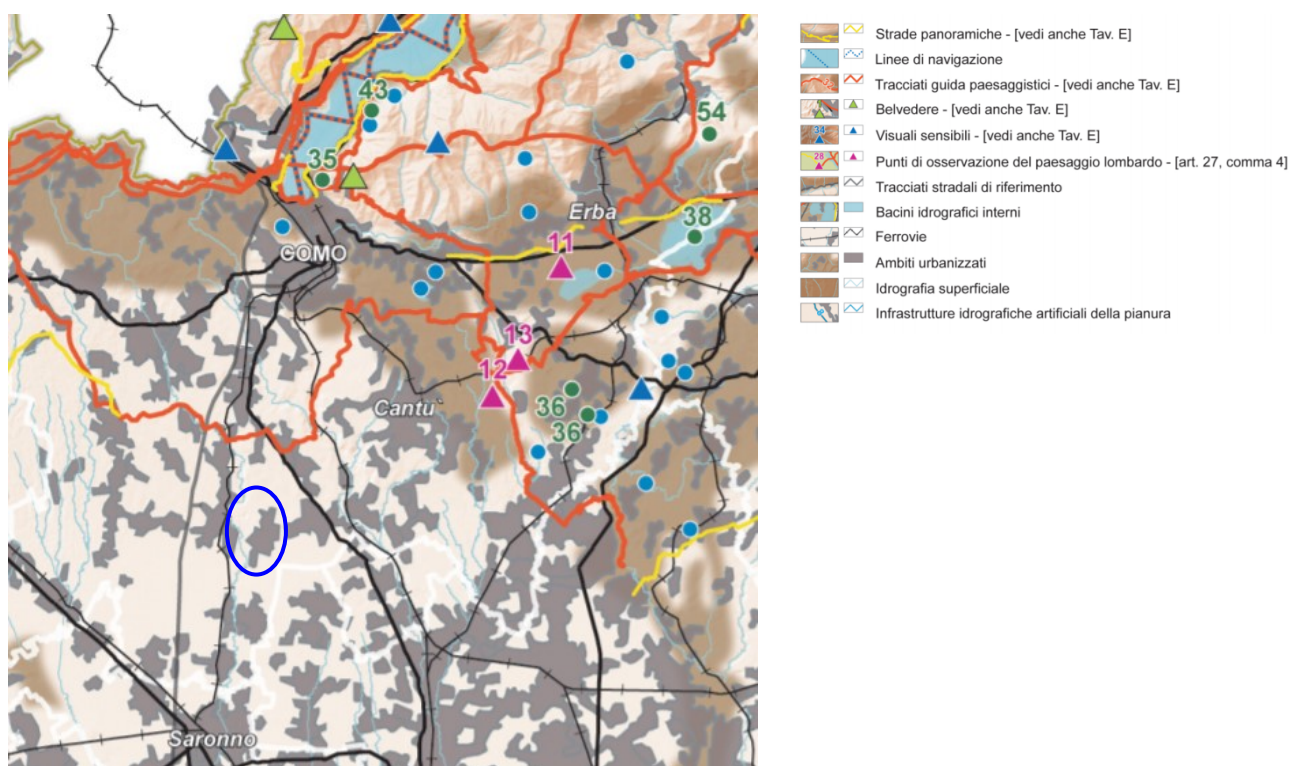 43
54
35
Erba
38
COMO
11
13
12
36
Cantu`
36
Saronno
Strade panoramiche - [vedi anche Tav. E]
Linee di navigazione
Tracciati guida paesaggistici - [vedi anche Tav. E]
Belvedere - [vedi anche Tav. E]
34
Visuali sensibili - [vedi anche Tav. E]
28
Punti di osservazione del paesaggio lombardo - [art. 27, comma 4]
Tracciati stradali di riferimento
Bacini idrografici interni
Ferrovie
Ambiti urbanizzati
Idrografia superficiale
Infrastrutture idrografiche artificiali della pianura